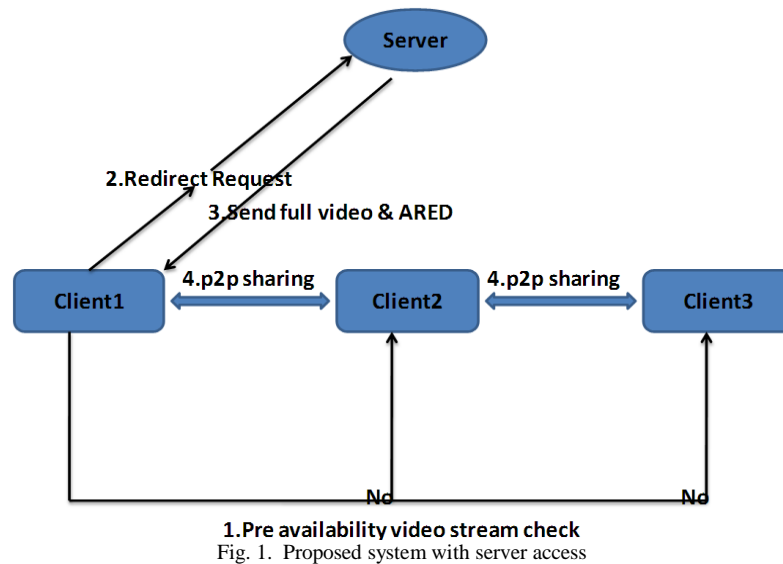 Server
2.Redirect Request
3.Send full video & ARED
4.p2p sharing 4.p2p sharing
Client1 Client2 Client3
No No
1.Pre availability video stream check
Fig. 1. Proposed system with server access